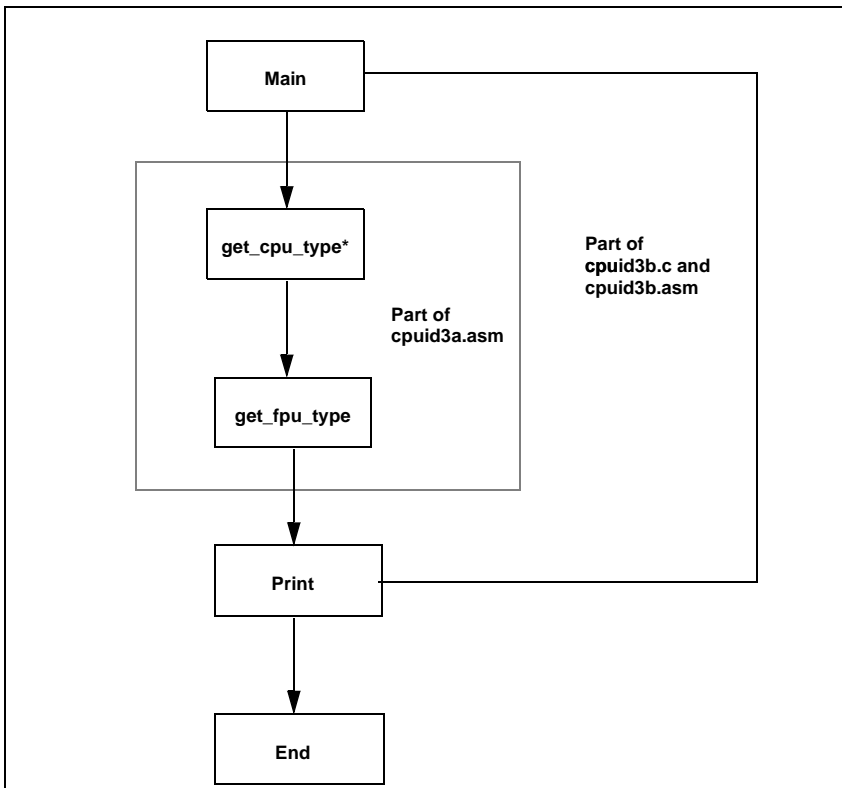 Main
get_cpu_type*
Part of
cpuid3b.c and
cpuid3b.asm
Part of
cpuid3a.asm
get_fpu_type
Print
End